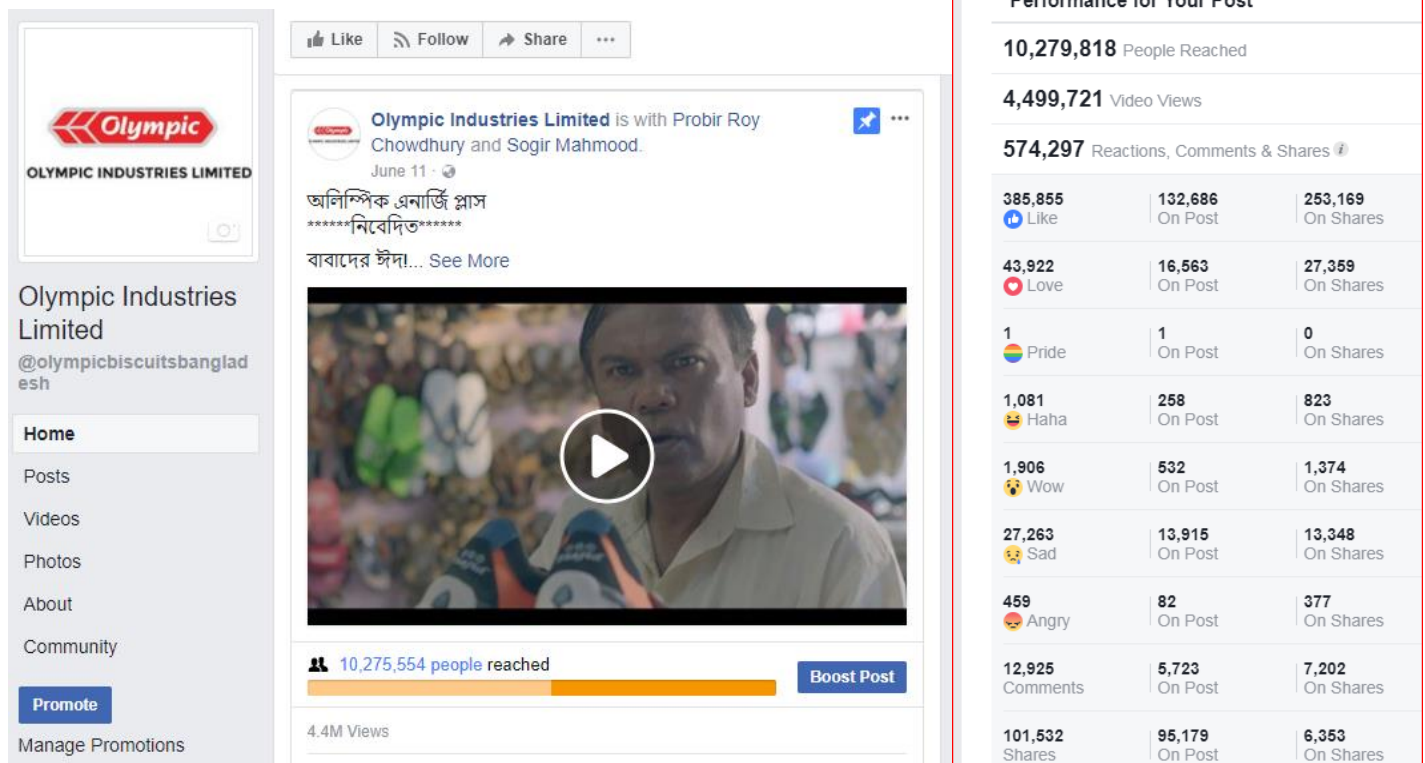 Olympic
OLYMPIC INDUSTRIES LIMITED
Olympic Industries
Limited
@olympicbiscuitsbanglad
esh
Home
Posts
Videos
Photos
About
Community
Promote
Manage Promotions
Like Follow Share
Olympic Industries Limited is with Probir Roy
Chowdhury and Sogir Mahmood.
June 11
অলিম্পিক এনার্জি প্লাস
******নিবেদিত******
বাবাদের ঈদ!... See More
10,275,554 people reached
Boost Post
4.4M Views
Performance for Your Post
10,279,818 People Reached
4,499,721 Video Views
574,297 Reactions, Comments & Shares
385,855 132,686 253,169
Like On Post On Shares
43,922 16,563 27,359
Love On Post On Shares
1 1 0
Pride On Post On Shares
1,081 258 823
Haha On Post On Shares
1,906 532 1,374
Wow On Post On Shares
27,263 13,915 13,348
Sad On Post On Shares
459 82 377
Angry On Post On Shares
12,925 5,723 7,202
Comments On Post On Shares
101,532 95,179 6,353
Shares On Post On Shares